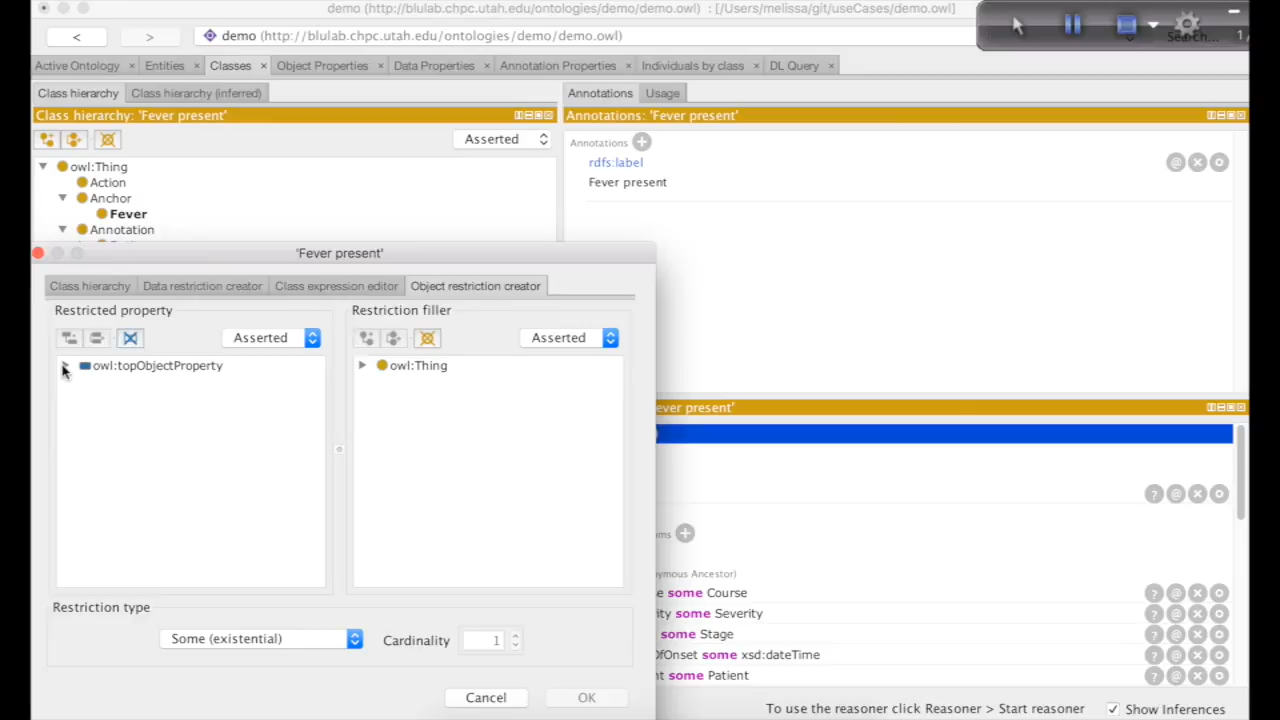 demo (http://blulab.chpc.utah.edu/ontologies/demo/demo.owl) : [/Users/melissa/git/useCases/demo.owl]
< > demo (http://blulab.chpc.utah.edu/ontologies/demo/demo.owl) Search...
Active Ontology × Entities × Classes × Object Properties × Data Properties × Annotation Properties × Individuals by class × DL Query ×
Class hierarchy Class hierarchy (inferred)
Class hierarchy: 'Fever present'
Asserted
owl:Thing
Action
Anchor
Fever
Annotation
Annotations Usage
Annotations: 'Fever present'
Annotations
rdfs:label
Fever present
'Fever present'
Class hierarchy Data restriction creator Class expression editor Object restriction creator
Restricted property
Asserted
owl:topObjectProperty
Restriction filler
Asserted
owl:Thing
Restriction type
Some (existential) Cardinality 1
Cancel OK
ever present'
ms
ymous Ancestor)
e some Course
ity some Severity
some Stage
OfOnset some xsd:dateTime
nt some Patient
To use the reasoner click Reasoner > Start reasoner Show Inferences